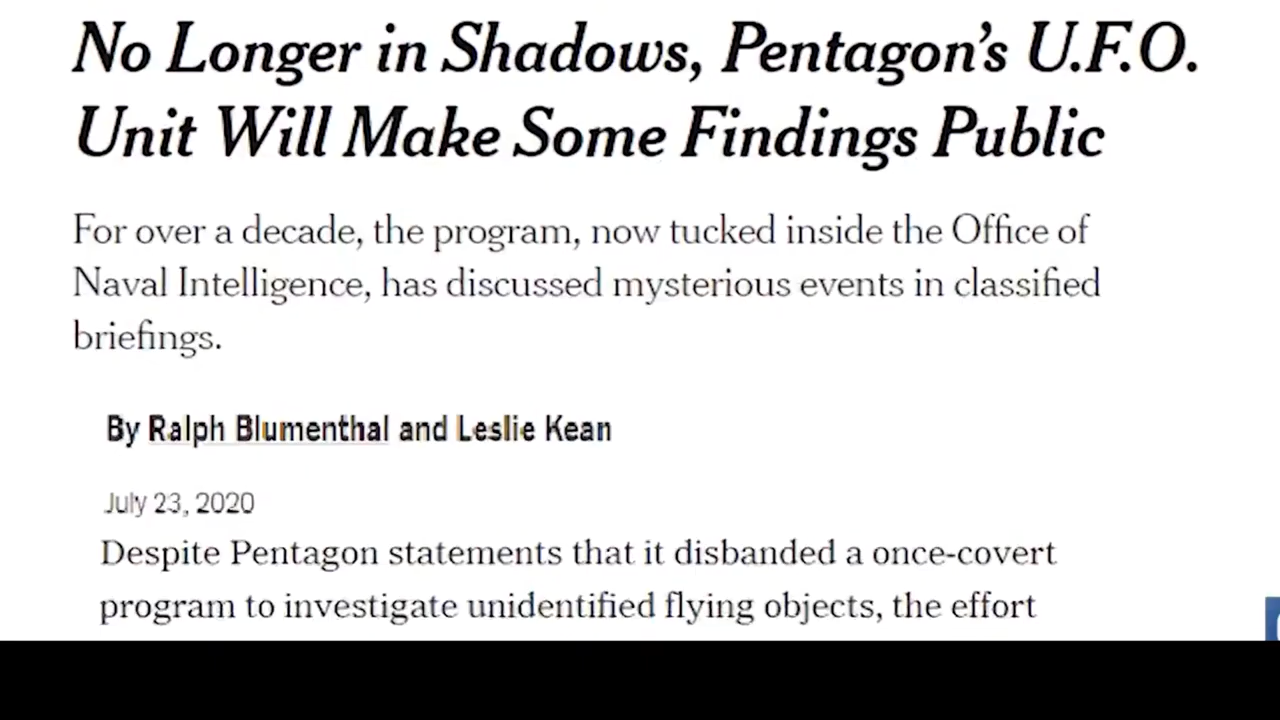 No Longer in Shadows, Pentagon’s U.F.O.
Unit Will Make Some Findings Public
For over a decade, the program, now tucked inside the Office of
Naval Intelligence, has discussed mysterious events in classified
briefings.
By Ralph Blumenthal and Leslie Kean
July 23, 2020
Despite Pentagon statements that it disbanded a once-covert
program to investigate unidentified flying objects, the effort